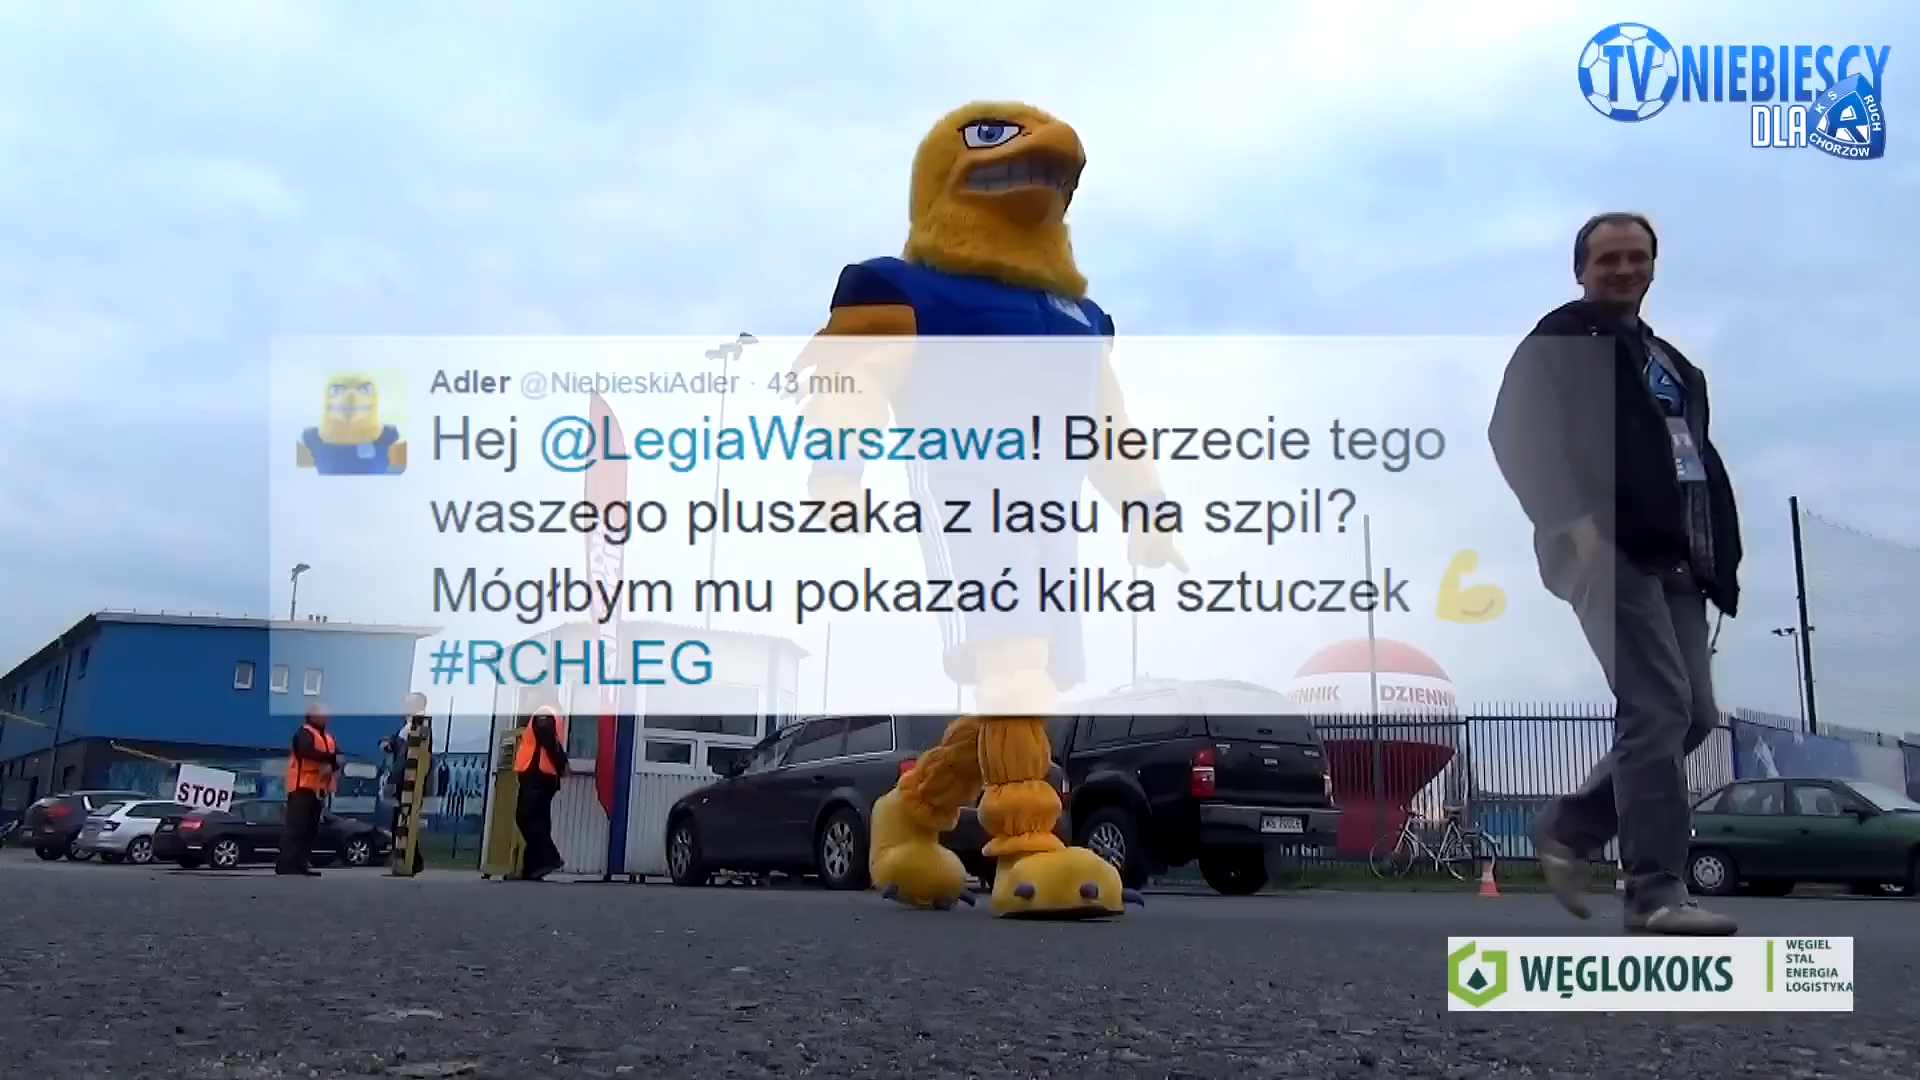 TV NIEBIESCY
DLA
KS RUCH CHORZÓW
Adler @NiebieskiAdler · 43 min.
Hej @LegiaWarszawa! Bierzecie tego
waszego pluszaka z lasu na szpil?
Mógłbym mu pokazać kilka sztuczek 💪
#RCHLEG
DZIENNIK
STOP
WĘGLOKOKS
WĘGIEL
STAL
ENERGIA
LOGISTYKA